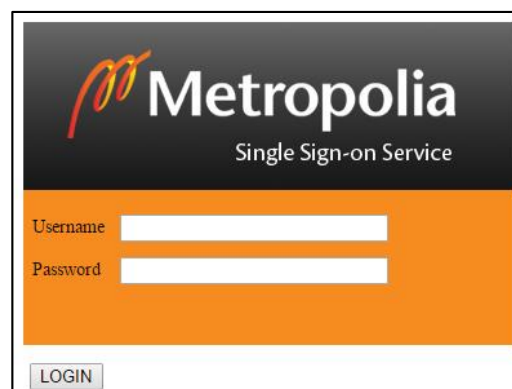 Metropolia
Single Sign-on Service
Username
Password
LOGIN